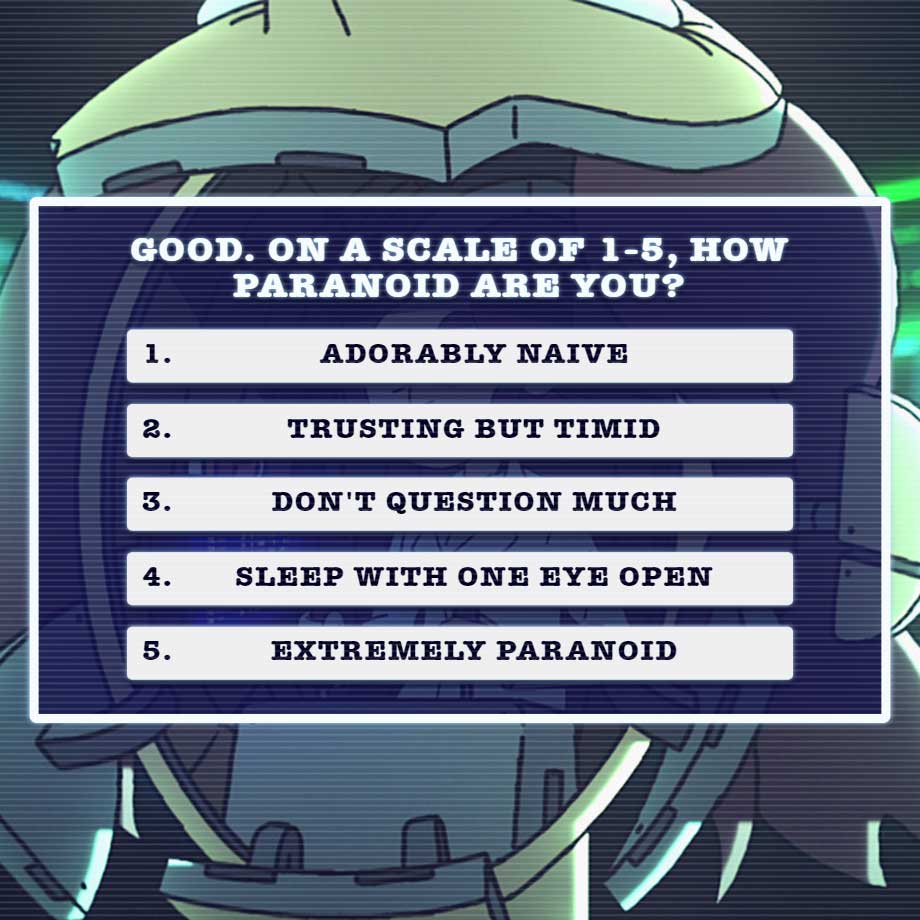 GOOD. ON A SCALE OF 1-5, HOW
PARANOID ARE YOU?
1. ADORABLY NAIVE
2. TRUSTING BUT TIMID
3. DON'T QUESTION MUCH
4. SLEEP WITH ONE EYE OPEN
5. EXTREMELY PARANOID